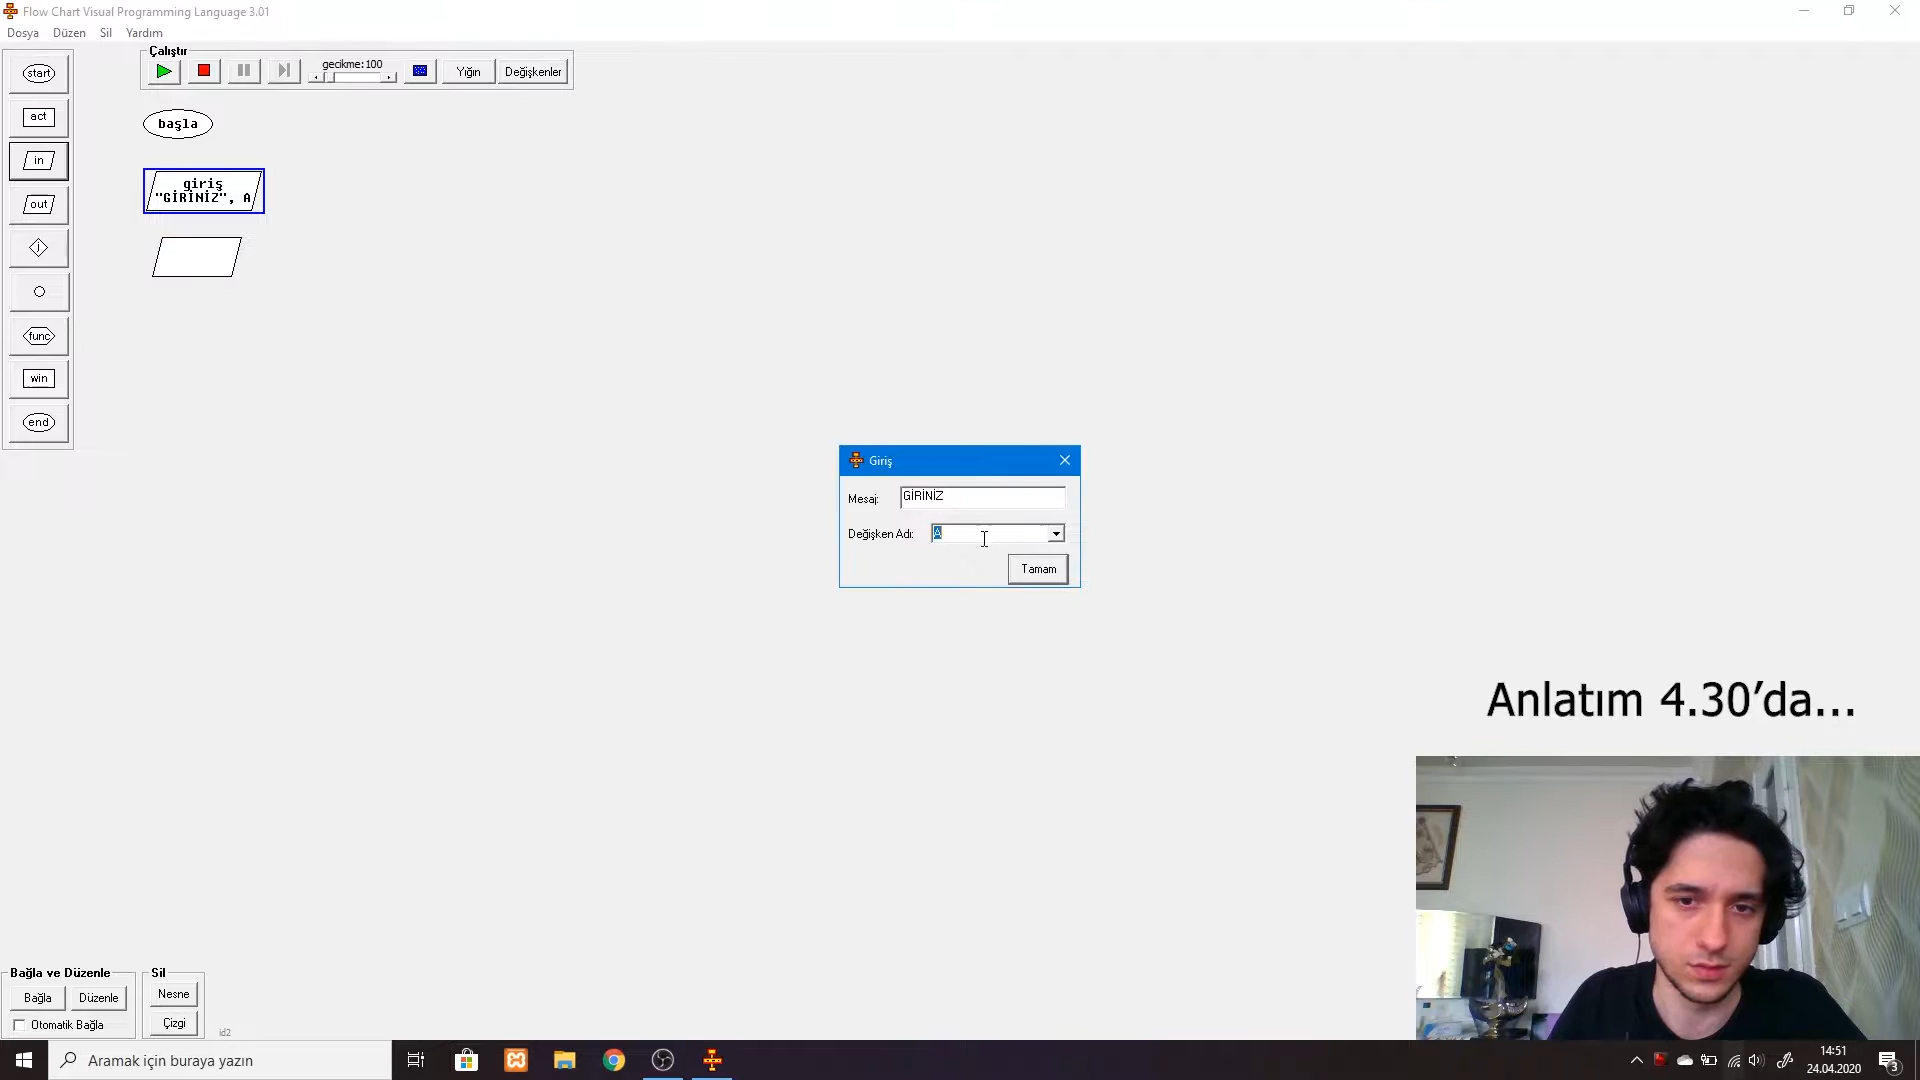 Flow Chart Visual Programming Language 3.01
Dosya Düzen Sil Yardım
Çalıştır
gecikme:100
Yığın
Değişkenler
start
act
in
out
i
func
win
end
başla
giriş
"GİRİNİZ", A
Giriş
Mesaj:
GİRİNİZ
Değişken Adı:
A
Tamam
Anlatım 4.30'da...
Bağla ve Düzenle
Bağla
Düzenle
Otomatik Bağla
Sil
Nesne
Çizgi
id2
Aramak için buraya yazın
14:51
24.04.2020
3